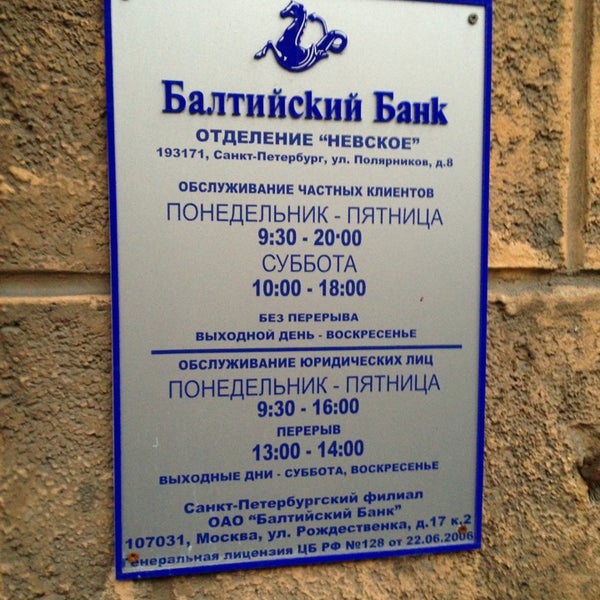 Балтийский Банк
ОТДЕЛЕНИЕ "НЕВСКОЕ"
193171, Санкт-Петербург, ул. Полярников, д.8
ОБСЛУЖИВАНИЕ ЧАСТНЫХ КЛИЕНТОВ
ПОНЕДЕЛЬНИК - ПЯТНИЦА
9:30 - 20:00
СУББОТА
10:00 - 18:00
БЕЗ ПЕРЕРЫВА
ВЫХОДНОЙ ДЕНЬ - ВОСКРЕСЕНЬЕ
ОБСЛУЖИВАНИЕ ЮРИДИЧЕСКИХ ЛИЦ
ПОНЕДЕЛЬНИК - ПЯТНИЦА
9:30 - 16:00
ПЕРЕРЫВ
13:00 - 14:00
ВЫХОДНЫЕ ДНИ - СУББОТА, ВОСКРЕСЕНЬЕ
Санкт-Петербургский филиал
ОАО "Балтийский Банк"
107031, Москва, ул. Рождественка, д.17 к.2
Генеральная лицензия ЦБ РФ №128 от 22.06.2006